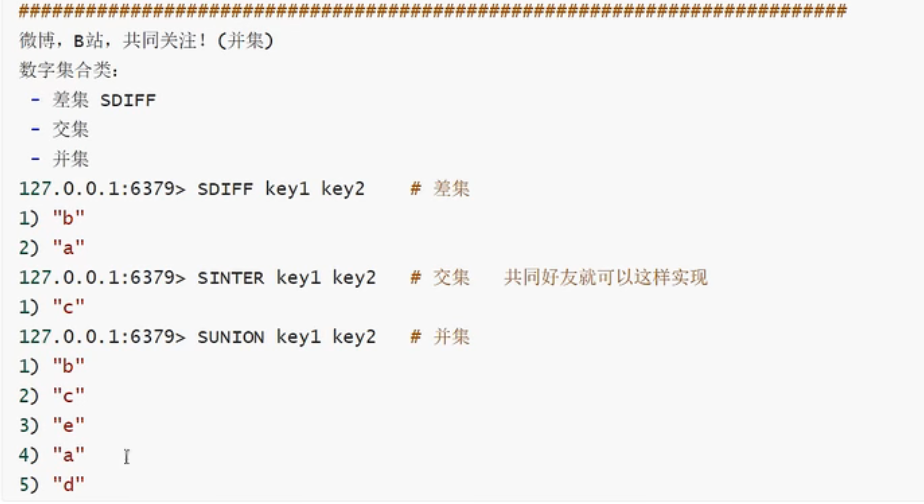 ##########################################################################
微博，B站，共同关注！(并集)
数字集合类：
- 差集 SDIFF
- 交集
- 并集
127.0.0.1:6379> SDIFF key1 key2    # 差集
1) "b"
2) "a"
127.0.0.1:6379> SINTER key1 key2   # 交集   共同好友就可以这样实现
1) "c"
127.0.0.1:6379> SUNION key1 key2   # 并集
1) "b"
2) "c"
3) "e"
4) "a"
5) "d"